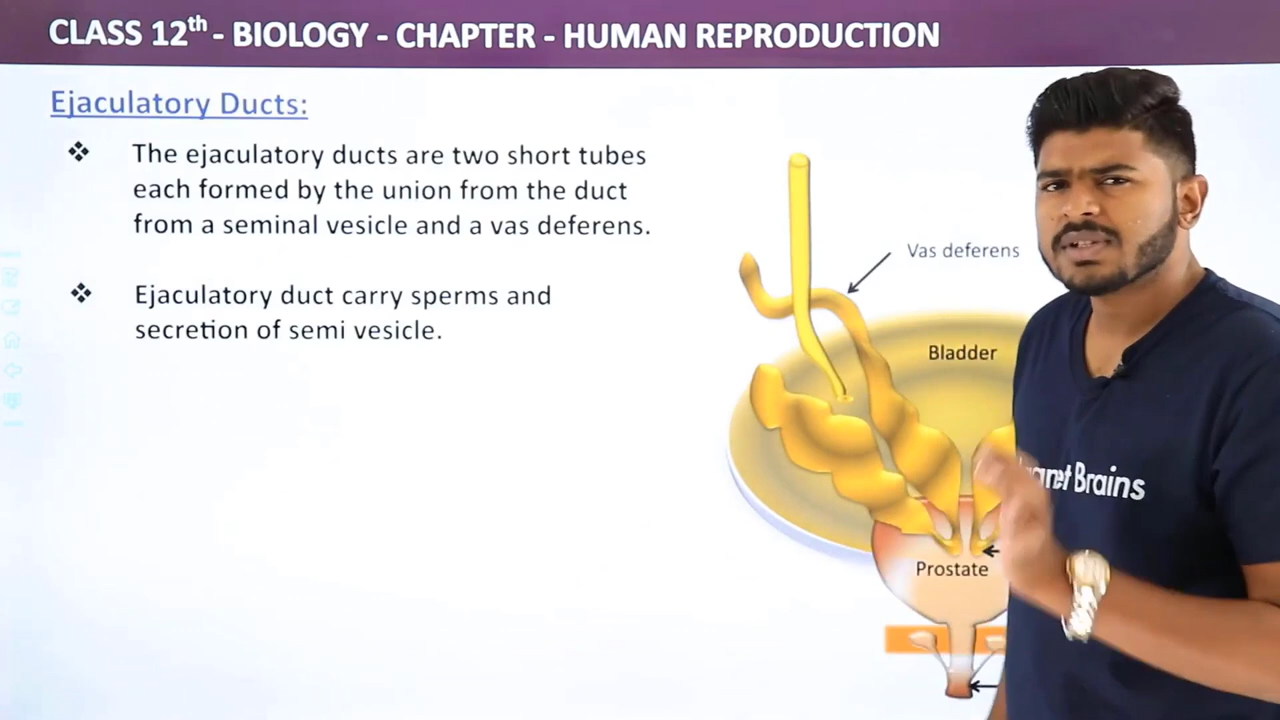 CLASS 12th - BIOLOGY - CHAPTER - HUMAN REPRODUCTION
Ejaculatory Ducts:
❖ The ejaculatory ducts are two short tubes
each formed by the union from the duct
from a seminal vesicle and a vas deferens.
❖ Ejaculatory duct carry sperms and
secretion of semi vesicle.
Vas deferens
Bladder
Prostate
Brains